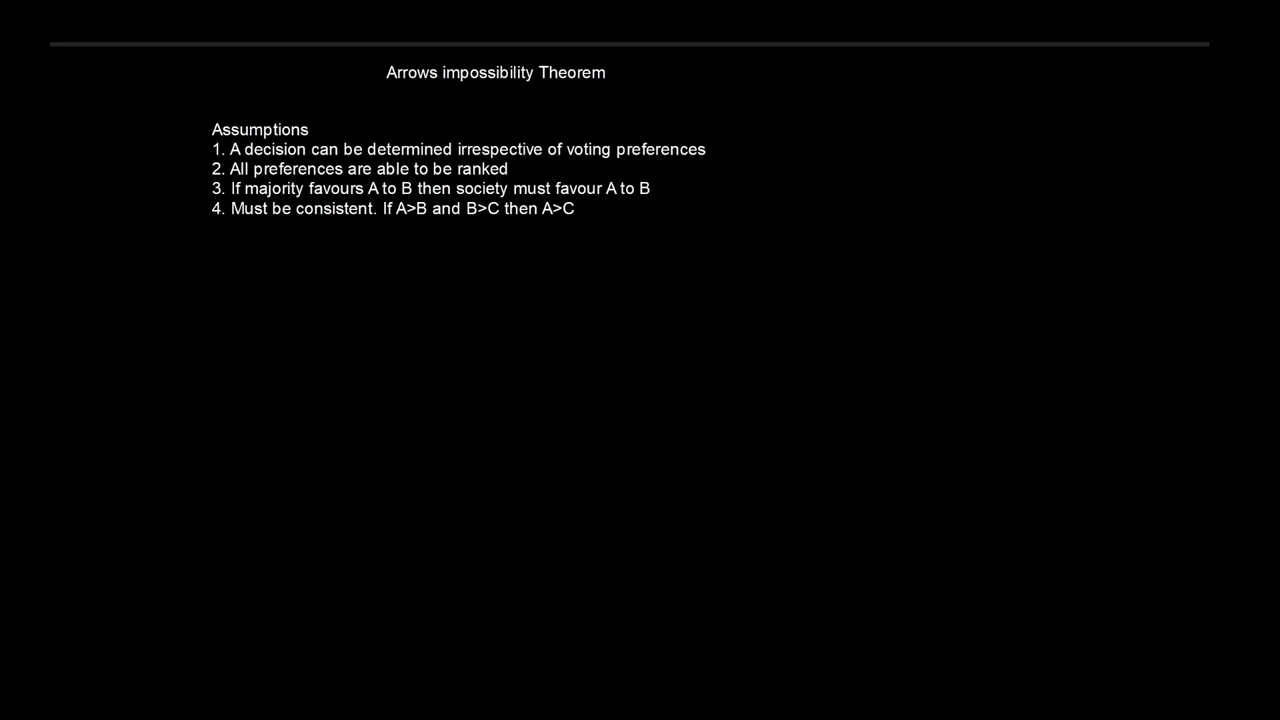 Arrows impossibility Theorem
Assumptions
1. A decision can be determined irrespective of voting preferences
2. All preferences are able to be ranked
3. If majority favours A to B then society must favour A to B
4. Must be consistent. If A>B and B>C then A>C